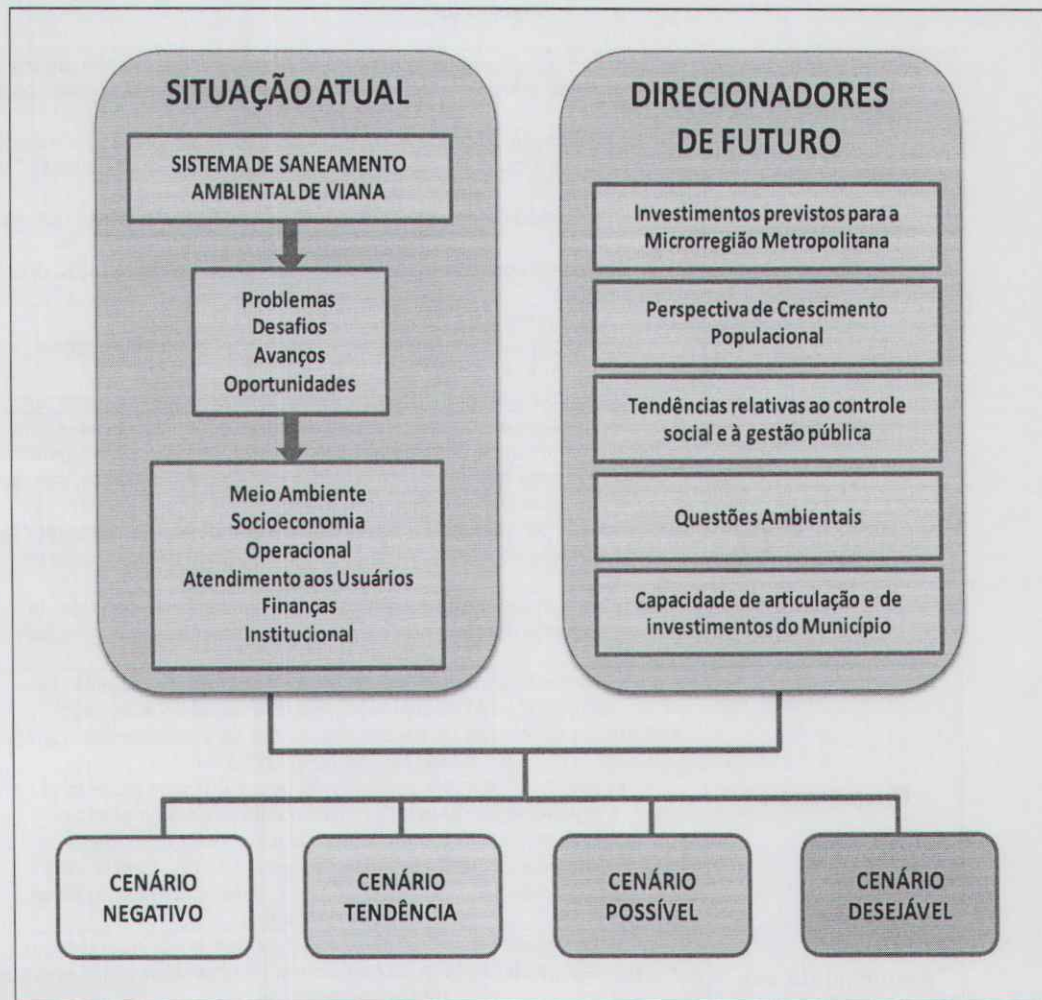 SITUAÇÃO ATUAL
SISTEMA DE SANEAMENTO
AMBIENTAL DE VIANA
Problemas
Desafios
Avanços
Oportunidades
Meio Ambiente
Socioeconomia
Operacional
Atendimento aos Usuários
Finanças
Institucional
DIRECIONADORES
DE FUTURO
Investimentos previstos para a
Microrregião Metropolitana
Perspectiva de Crescimento
Populacional
Tendências relativas ao controle
social e à gestão pública
Questões Ambientais
Capacidade de articulação e de
investimentos do Município
CENÁRIO
NEGATIVO
CENÁRIO
TENDÊNCIA
CENÁRIO
POSSÍVEL
CENÁRIO
DESEJÁVEL